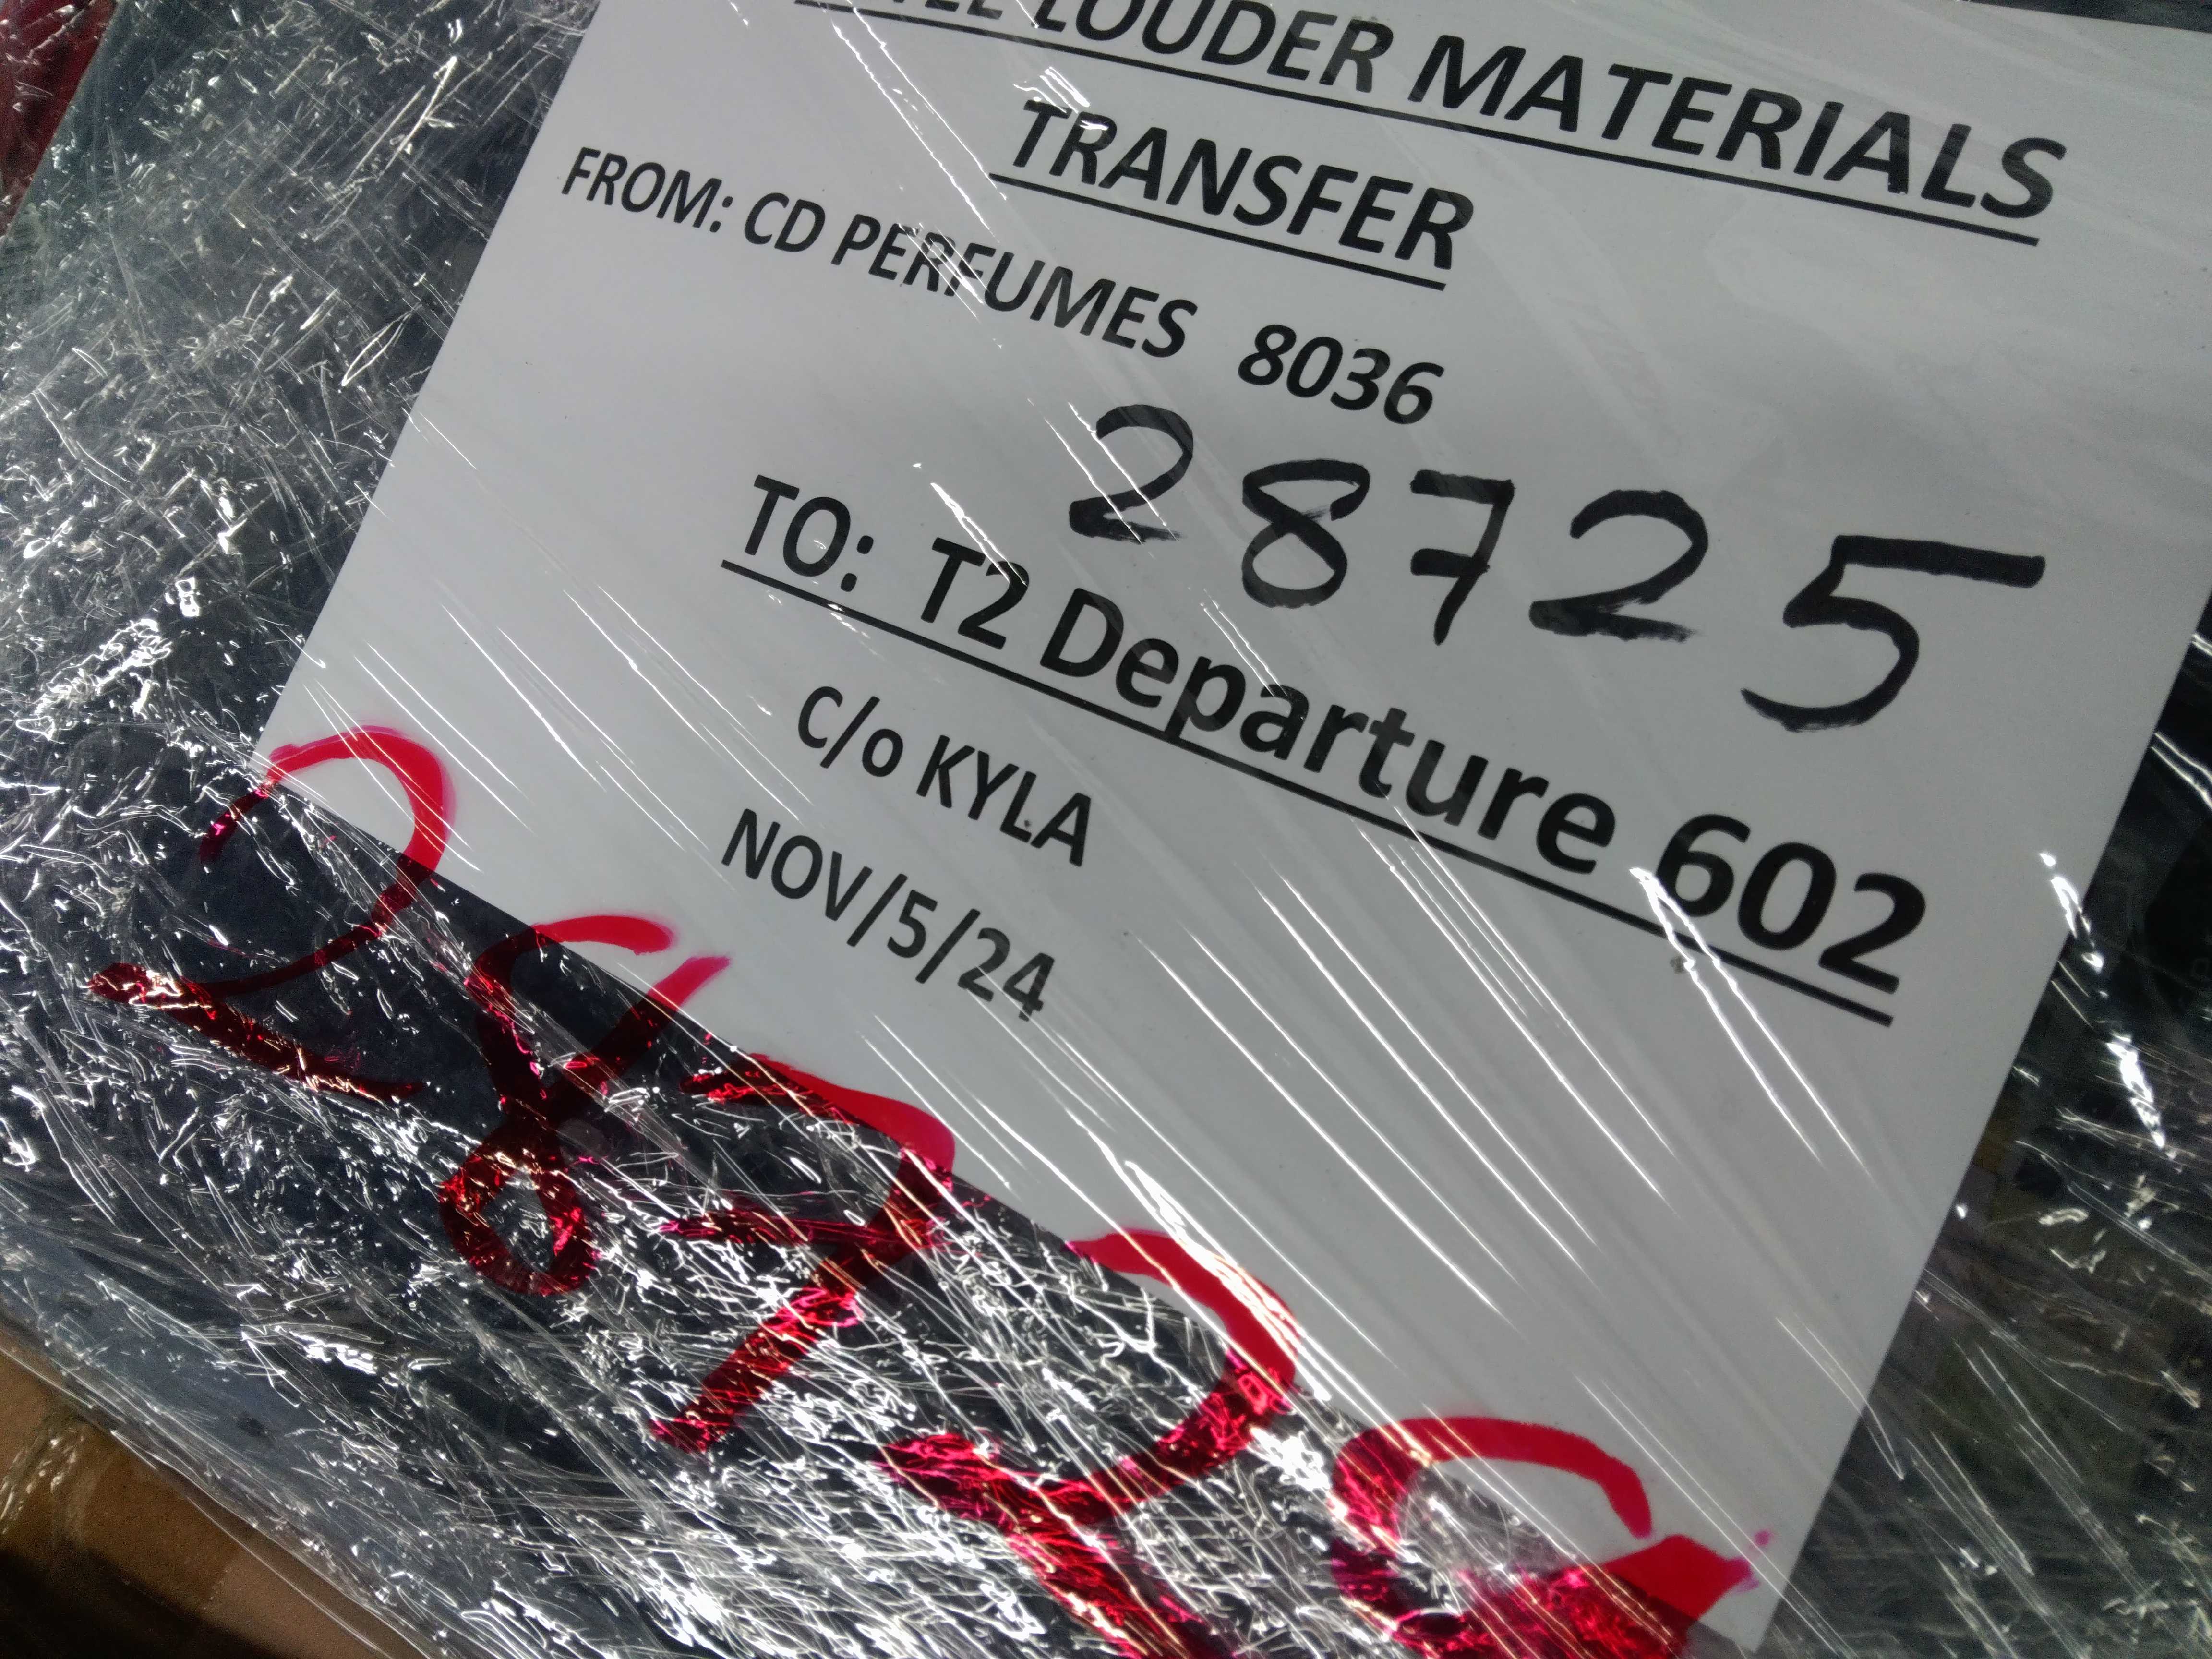 LOUDER MATERIALS
TRANSFER
FROM: CD PERFUMES 8036
28725
TO: T2 Departure 602
C/o KYLA
NOV/5/24